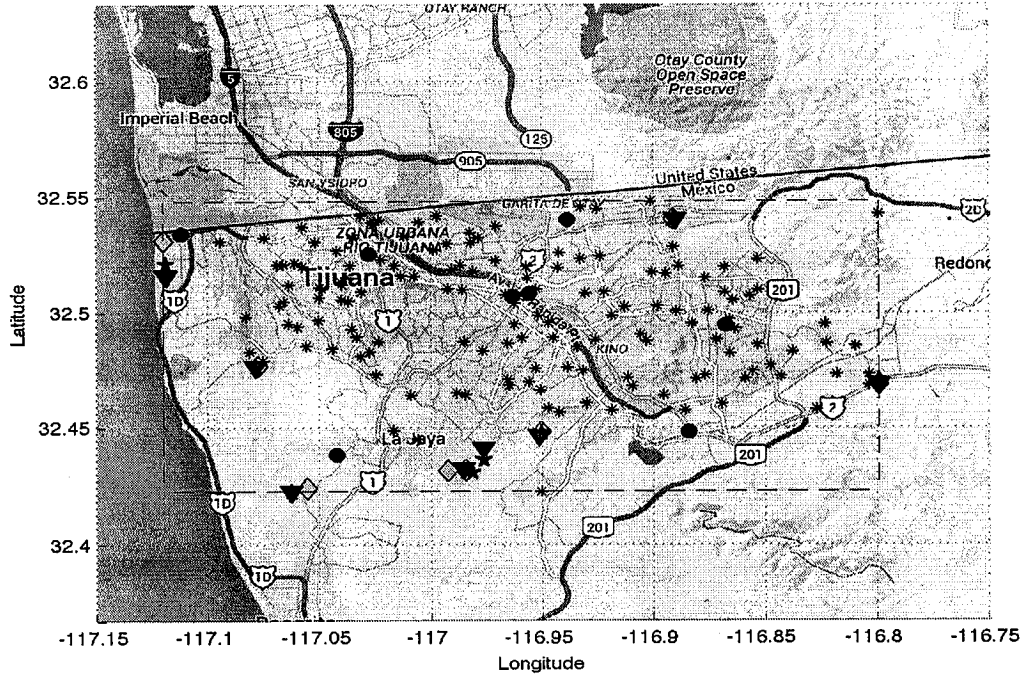 OTAY RANCH
Otay County
Open Space
Preserve
32.6
5
Imperial Beach
805
125
905
United States
Mexico
SAN YSIDRO
32.55
GARITA DE OTAY
2D
ZONA URBANA
RIO TIJUANA
2
Tijuana
201
1D
Latitude
32.5
1
KINO
2
32.45
La Joya
201
1
1D
201
32.4
1D
-117.15
-117.1
-117.05
-117
-116.95
-116.9
-116.85
-116.8
-116.75
Longitude